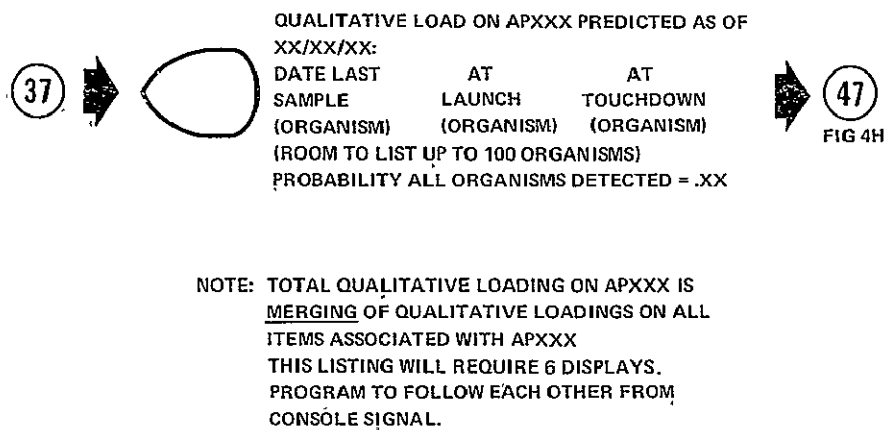 QUALITATIVE LOAD ON APXXX PREDICTED AS OF
XX/XX/XX:
DATE LAST AT AT
SAMPLE LAUNCH TOUCHDOWN
(ORGANISM) (ORGANISM) (ORGANISM)
(ROOM TO LIST UP TO 100 ORGANISMS)
PROBABILITY ALL ORGANISMS DETECTED = .XX
37
47
FIG 4H
NOTE: TOTAL QUALITATIVE LOADING ON APXXX IS
MERGING OF QUALITATIVE LOADINGS ON ALL
ITEMS ASSOCIATED WITH APXXX
THIS LISTING WILL REQUIRE 6 DISPLAYS.
PROGRAM TO FOLLOW EACH OTHER FROM
CONSOLE SIGNAL.